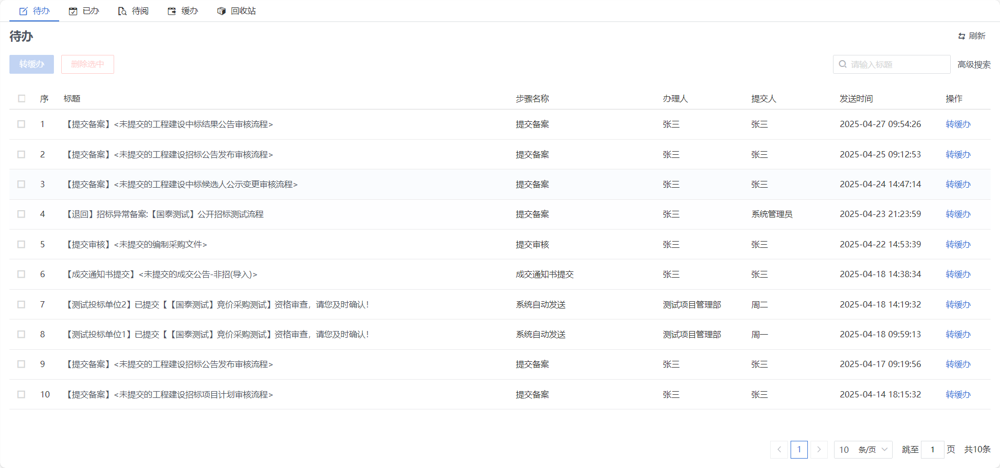 待办 已办 待阅 缓办 回收站
待办 刷新
转缓办 删除选中 请输入标题 高级搜索
序 标题 步骤名称 办理人 提交人 发送时间 操作
1 【提交备案】<未提交的工程建设中标结果公告审核流程> 提交备案 张三 张三 2025-04-27 09:54:26 转缓办
2 【提交备案】<未提交的工程建设招标公告发布审核流程> 提交备案 张三 张三 2025-04-25 09:12:53 转缓办
3 【提交备案】<未提交的工程建设中标候选人公示变更审核流程> 提交备案 张三 张三 2025-04-24 14:47:14 转缓办
4 【退回】招标异常备案:【国泰测试】公开招标测试流程 提交备案 张三 系统管理员 2025-04-23 21:23:59 转缓办
5 【提交审核】<未提交的编制采购文件> 提交审核 张三 张三 2025-04-22 14:53:39 转缓办
6 【成交通知书提交】<未提交的成交公告-非招(导入)> 成交通知书提交 张三 张三 2025-04-18 14:38:34 转缓办
7 【测试投标单位2】已提交【【国泰测试】竞价采购测试】资格审查，请您及时确认！ 系统自动发送 测试项目管理部 周二 2025-04-18 14:19:32 转缓办
8 【测试投标单位1】已提交【【国泰测试】竞价采购测试】资格审查，请您及时确认！ 系统自动发送 测试项目管理部 周一 2025-04-18 09:59:13 转缓办
9 【提交备案】<未提交的工程建设招标公告发布审核流程> 提交备案 张三 张三 2025-04-17 09:19:56 转缓办
10 【提交备案】<未提交的工程建设招标项目计划审核流程> 提交备案 张三 张三 2025-04-14 18:15:32 转缓办
< 1 > 10 条/页 跳至 1 页 共10条